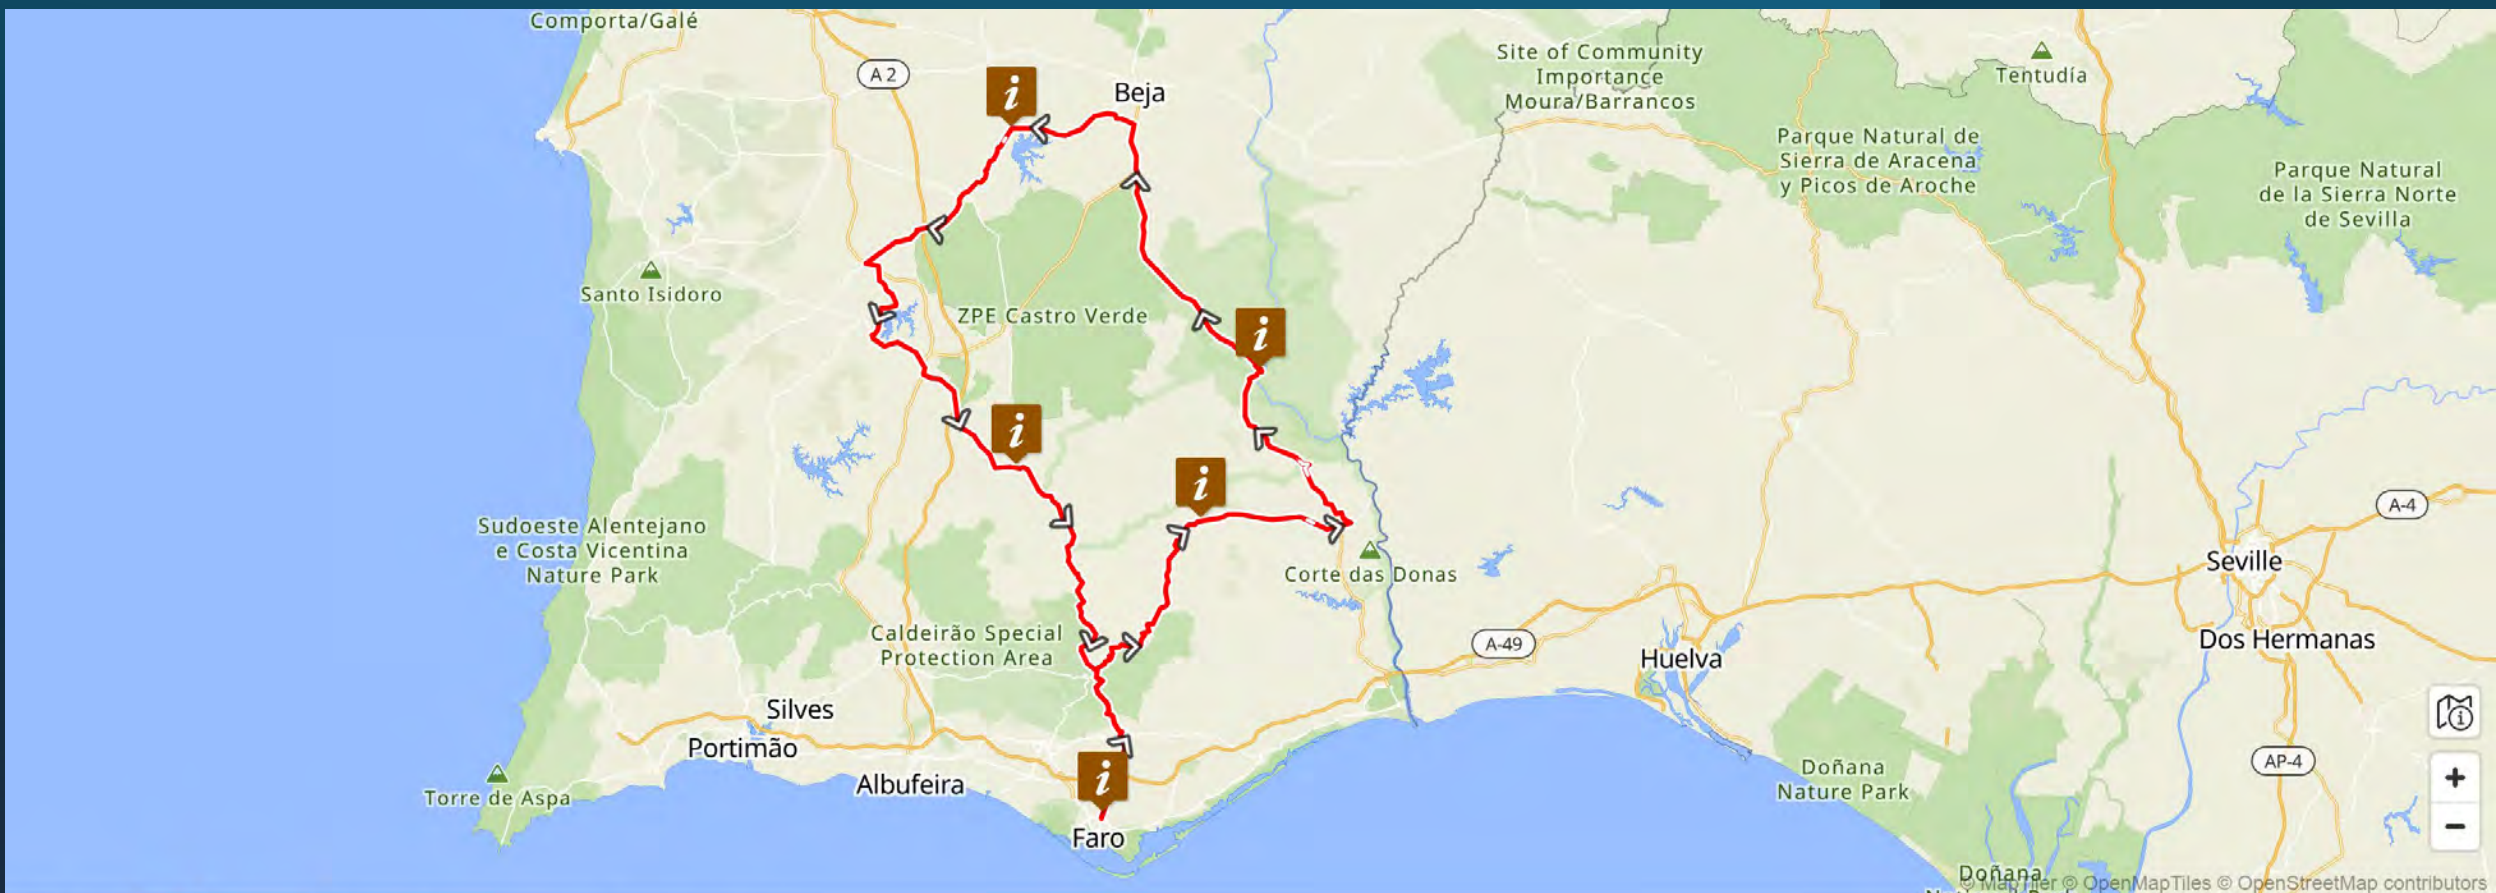 Comporta/Galé
A 2
Beja
Site of Community
Importance
Moura/Barrancos
Tentudía
Parque Natural de
Sierra de Aracena
y Picos de Aroche
Parque Natural
de la Sierra Norte
de Sevilla
Santo Isidoro
ZPE Castro Verde
i
i
i
i
i
Sudoeste Alentejano
e Costa Vicentina
Nature Park
Corte das Donas
A-4
Seville
Caldeirão Special
Protection Area
A-49
Huelva
Dos Hermanas
Silves
Portimão
Albufeira
Torre de Aspa
Faro
Doñana
Nature Park
AP-4
+
−
Doñana
© MapTiler © OpenMapTiles © OpenStreetMap contributors